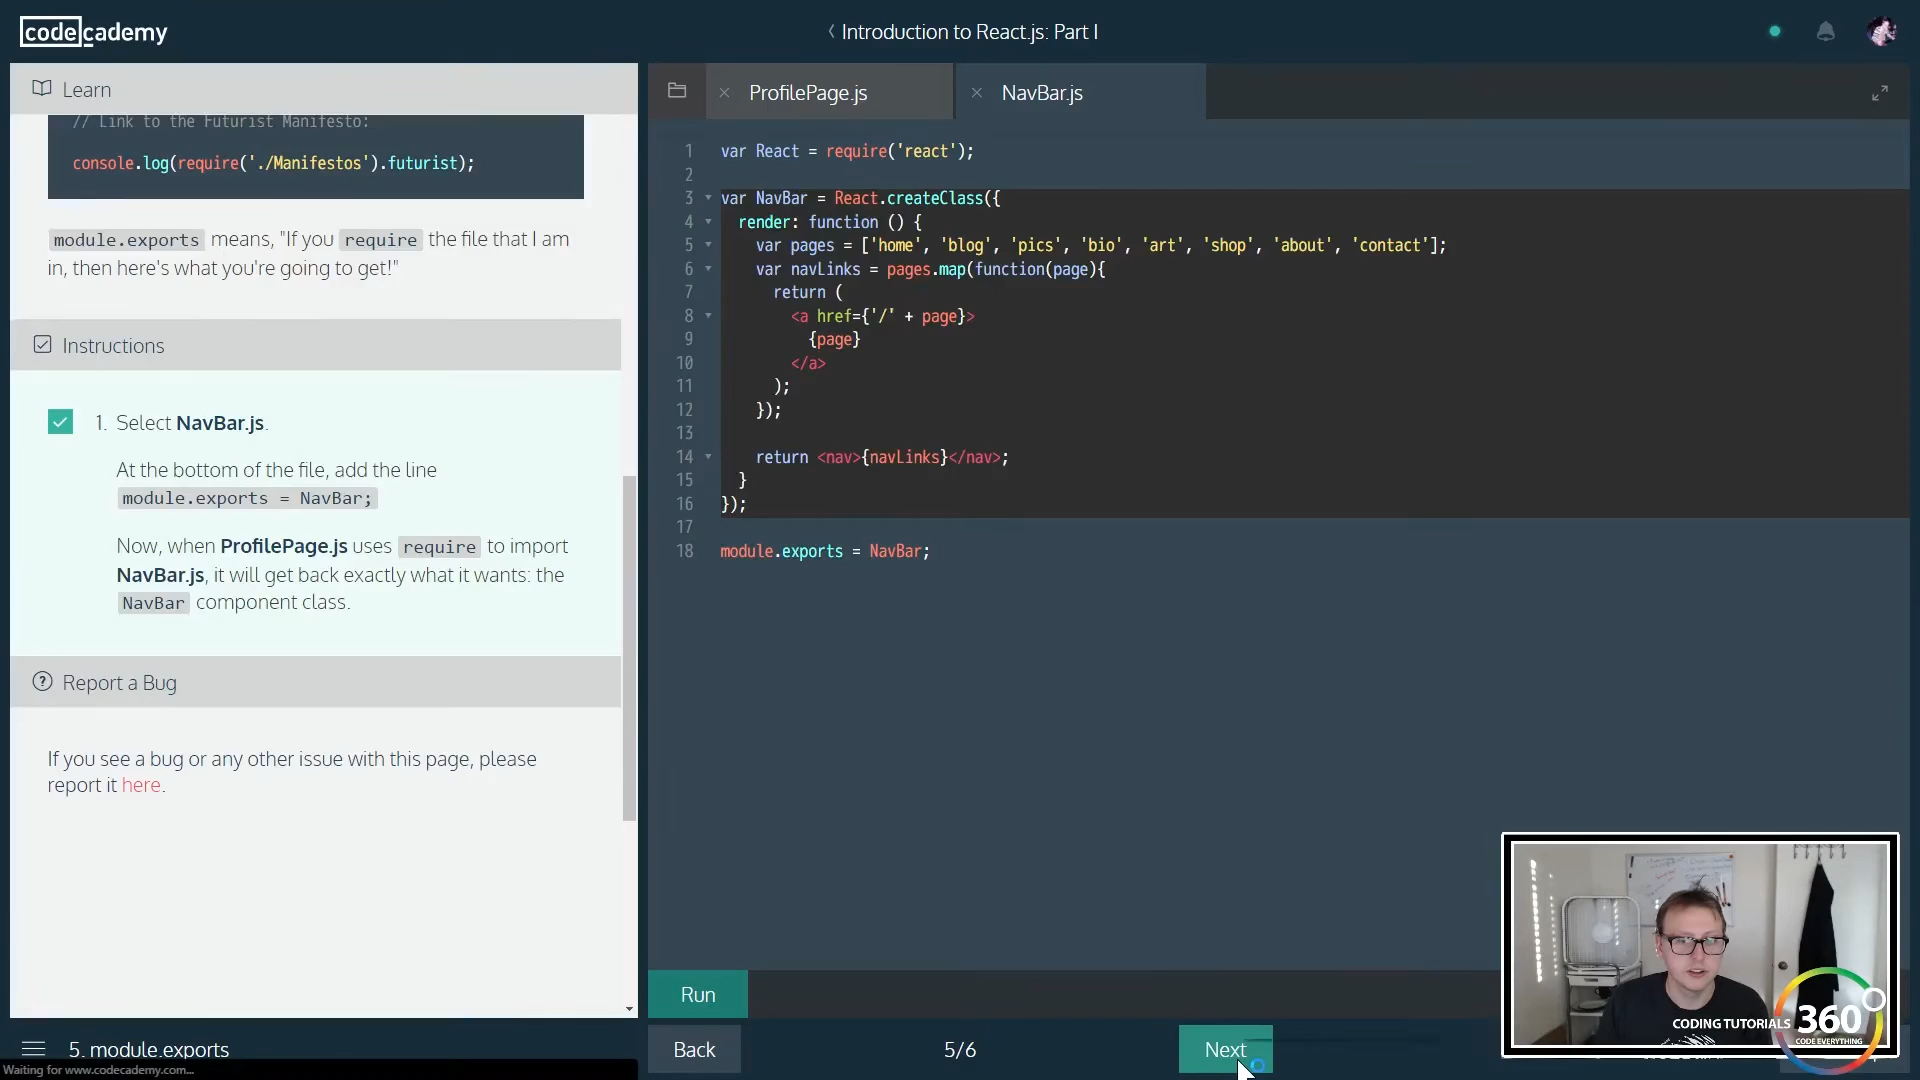 codecademy
Introduction to React.js: Part I
Learn
ProfilePage.js
NavBar.js
// Link to the Futurist Manifesto:
console.log(require('./Manifestos').futurist);
module.exports means, "If you require the file that I am
in, then here's what you're going to get!"
Instructions
1. Select NavBar.js.
At the bottom of the file, add the line
module.exports = NavBar;
Now, when ProfilePage.js uses require to import
NavBar.js, it will get back exactly what it wants: the
NavBar component class.
Report a Bug
If you see a bug or any other issue with this page, please
report it here.
1 var React = require('react');
2
3 var NavBar = React.createClass({
4 render: function () {
5 var pages = ['home', 'blog', 'pics', 'bio', 'art', 'shop', 'about', 'contact'];
6 var navLinks = pages.map(function(page){
7 return (
8 <a href={'/' + page}>
9 {page}
10 </a>
11 );
12 });
13
14 return <nav>{navLinks}</nav>;
15 }
16 });
17
18 module.exports = NavBar;
Run
5. module.exports
Back
5/6
Next
Waiting for www.codecademy.com...
CODING TUTORIALS 360
CODE EVERYTHING